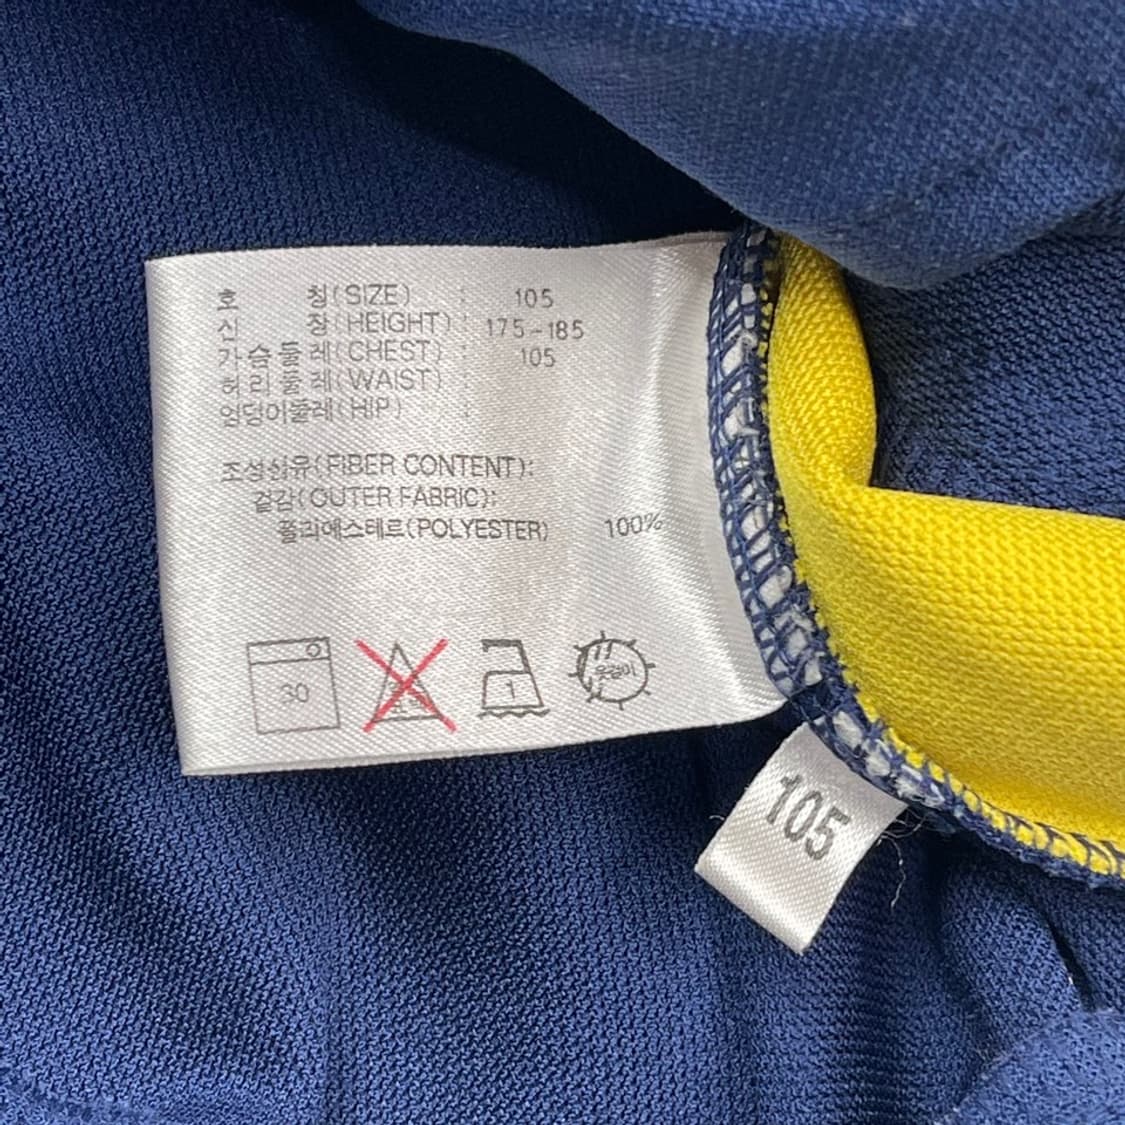 호 칭(SIZE) : 105
신 장(HEIGHT) : 175-185
가슴둘레(CHEST) : 105
허리둘레(WAIST) :
엉덩이둘레(HIP) :
조성섬유(FIBER CONTENT):
겉감(OUTER FABRIC):
폴리에스테르(POLYESTER) 100%
30
1
105